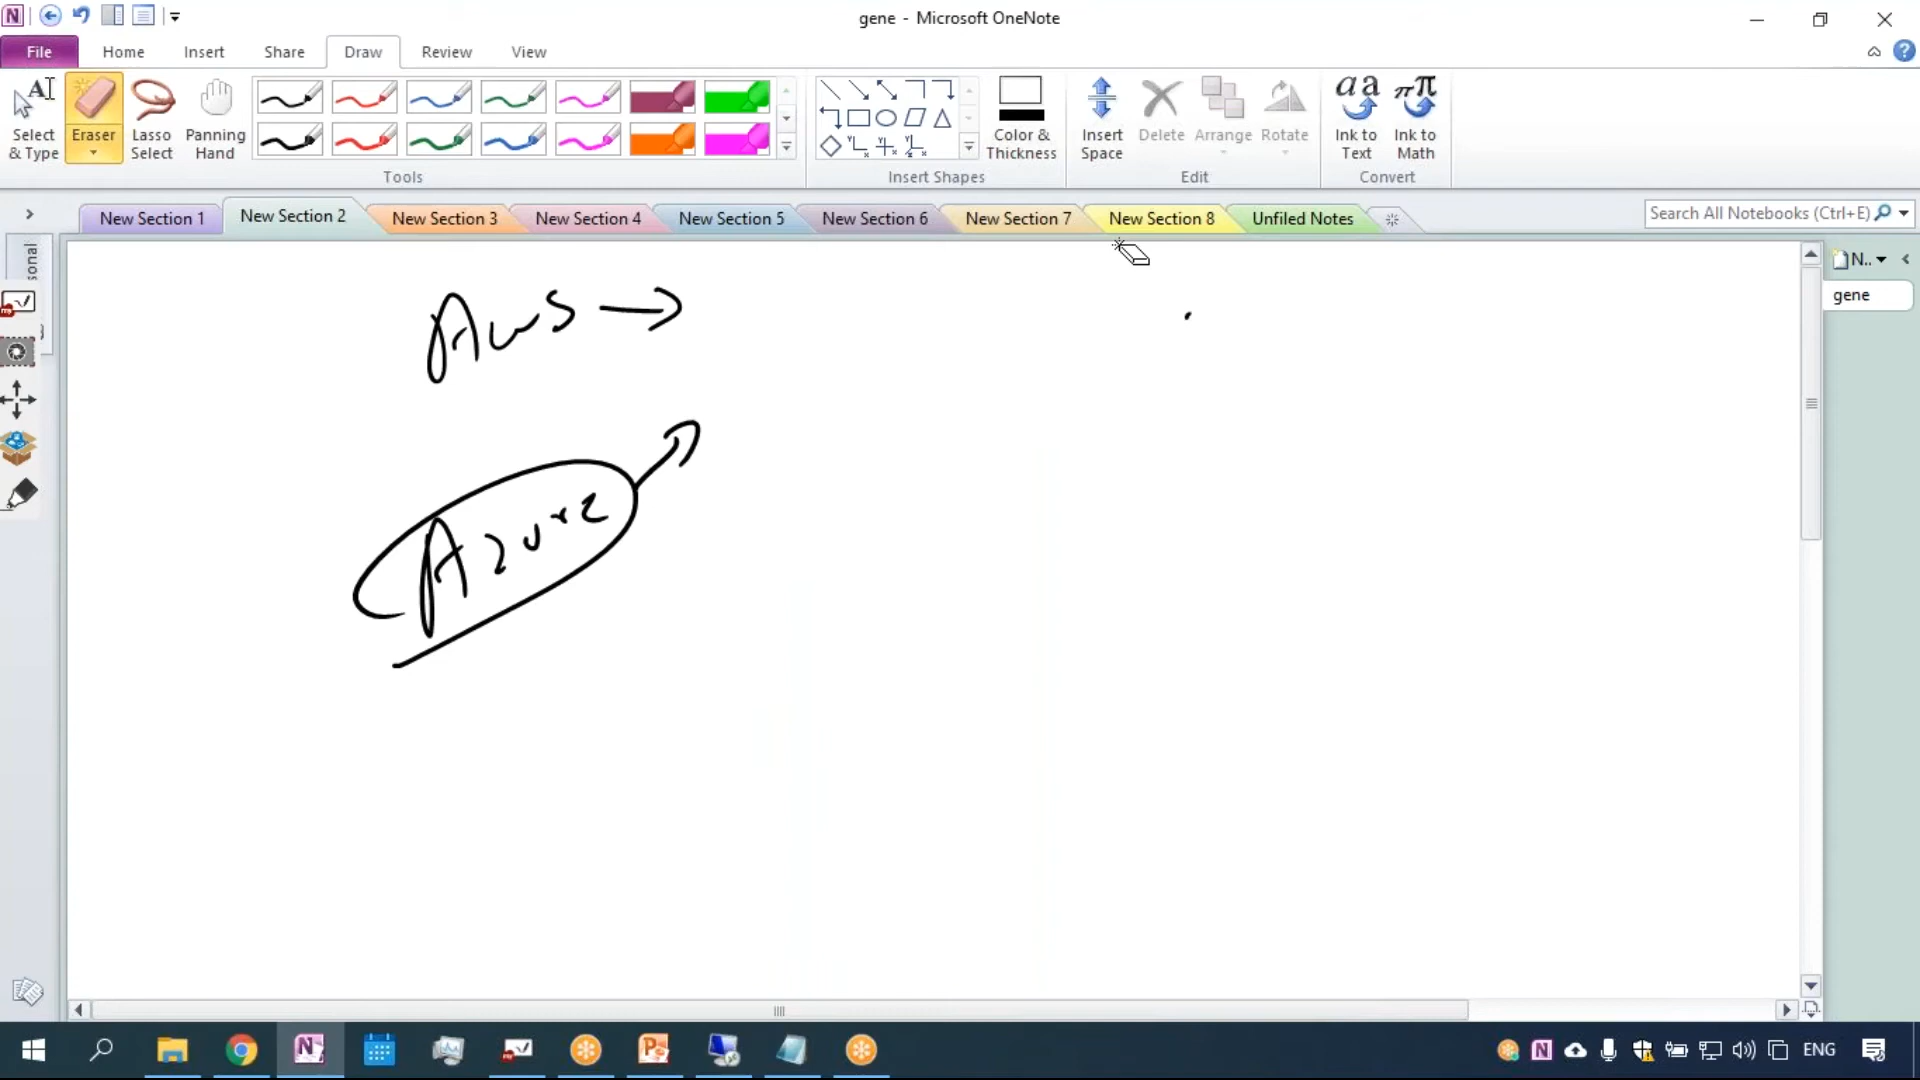 gene - Microsoft OneNote
File Home Insert Share Draw Review View
Select & Type
Eraser
Lasso Select
Panning Hand
Color & Thickness
Insert Space
Delete
Arrange
Rotate
Ink to Text
Ink to Math
Tools
Insert Shapes
Edit
Convert
New Section 1 New Section 2 New Section 3 New Section 4 New Section 5 New Section 6 New Section 7 New Section 8 Unfiled Notes
Search All Notebooks (Ctrl+E)
sonal
N..
gene
Aws →
Azure
ENG